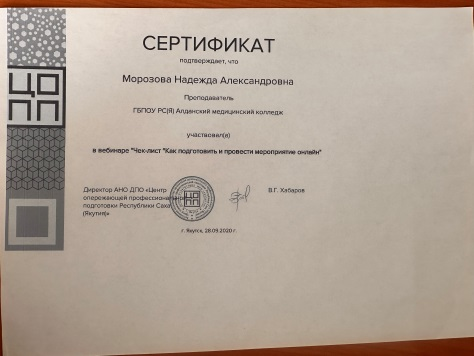 ЦО
ПП
СЕРТИФИКАТ
подтверждает, что
Морозова Надежда Александровна
Преподаватель
ГБПОУ РС(Я) Алданский медицинский колледж
участвовал(а)
в вебинаре "Чек-лист "Как подготовить и провести мероприятие онлайн"
Директор АНО ДПО «Центр
опережающей профессиональной
подготовки Республики Саха
(Якутия)»
В.Г. Хабаров
г. Якутск, 28.09.2020 г.